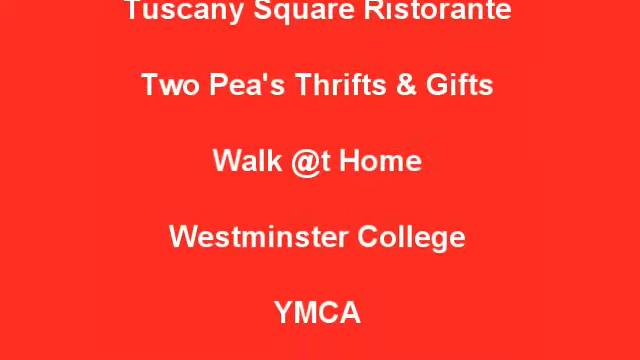 Tuscany Square Ristorante
Two Pea's Thrifts & Gifts
Walk @t Home
Westminster College
YMCA